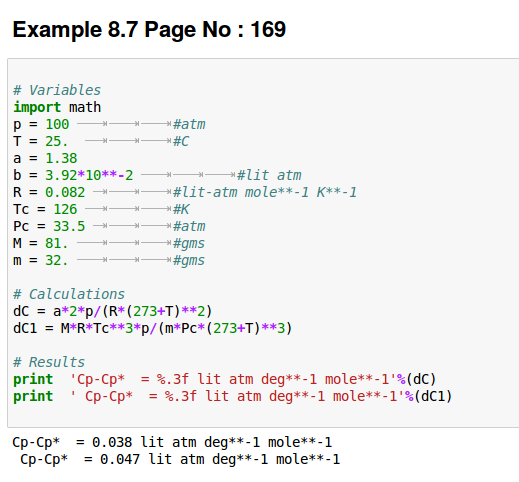 Example 8.7 Page No : 169
# Variables
import math
p = 100 #atm
T = 25. #C
a = 1.38
b = 3.92*10**-2 #lit atm
R = 0.082 #lit-atm mole**-1 K**-1
Tc = 126 #K
Pc = 33.5 #atm
M = 81. #gms
m = 32. #gms
# Calculations
dC = a*2*p/(R*(273+T)**2)
dC1 = M*R*Tc**3*p/(m*Pc*(273+T)**3)
# Results
print  'Cp-Cp*  = %.3f lit atm deg**-1 mole**-1'%(dC)
print  ' Cp-Cp*  = %.3f lit atm deg**-1 mole**-1'%(dC1)
Cp-Cp*  = 0.038 lit atm deg**-1 mole**-1
 Cp-Cp*  = 0.047 lit atm deg**-1 mole**-1